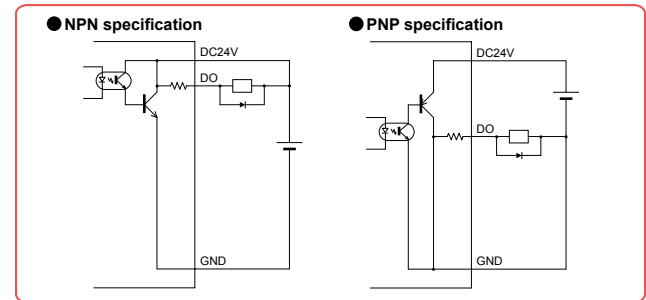 ●NPN specification
DC24V
DO
GND
●PNP specification
DC24V
DO
GND